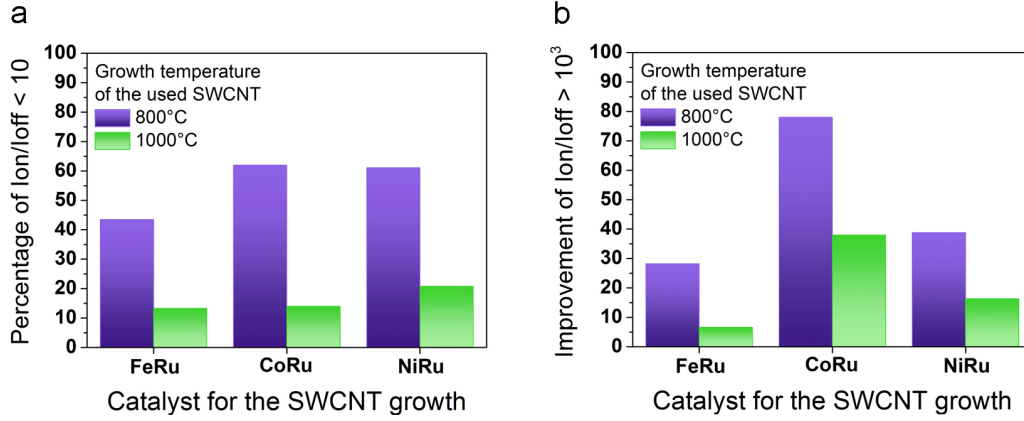 a
Percentage of Ion/Ioff < 10
100
90
80
70
60
50
40
30
20
10
0
Growth temperature
of the used SWCNT
800°C
1000°C
FeRu
CoRu
NiRu
Catalyst for the SWCNT growth
b
Improvement of Ion/Ioff > 10³
100
90
80
70
60
50
40
30
20
10
0
Growth temperature
of the used SWCNT
800°C
1000°C
FeRu
CoRu
NiRu
Catalyst for the SWCNT growth